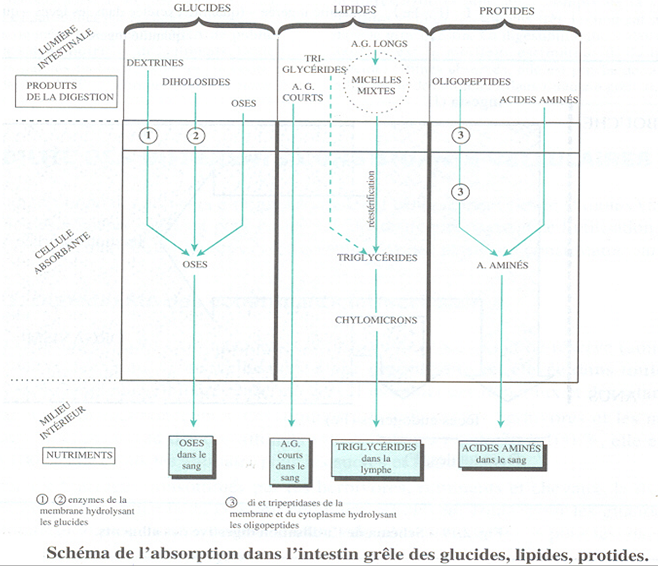 GLUCIDES
LIPIDES
PROTIDES
LUMIÈRE
INTESTINALE
PRODUITS
DE LA DIGESTION
DEXTRINES
DIHOLOSIDES
OSES
TRI-
GLYCÉRIDES
A. G.
COURTS
A.G. LONGS
MICELLES
MIXTES
OLIGOPEPTIDES
ACIDES AMINÉS
1
2
3
3
CELLULE
ABSORBANTE
réestérification
OSES
TRIGLYCÉRIDES
A. AMINÉS
CHYLOMICRONS
MILIEU
INTÉRIEUR
NUTRIMENTS
OSES
dans le
sang
A.G.
courts
dans le
sang
TRIGLYCÉRIDES
dans la
lymphe
ACIDES AMINÉS
dans le sang
1 2 enzymes de la
membrane hydrolysant
les glucides
3 di et tripeptidases de la
membrane et du cytoplasme hydrolysant
les oligopeptides
Schéma de l'absorption dans l'intestin grêle des glucides, lipides, protides.